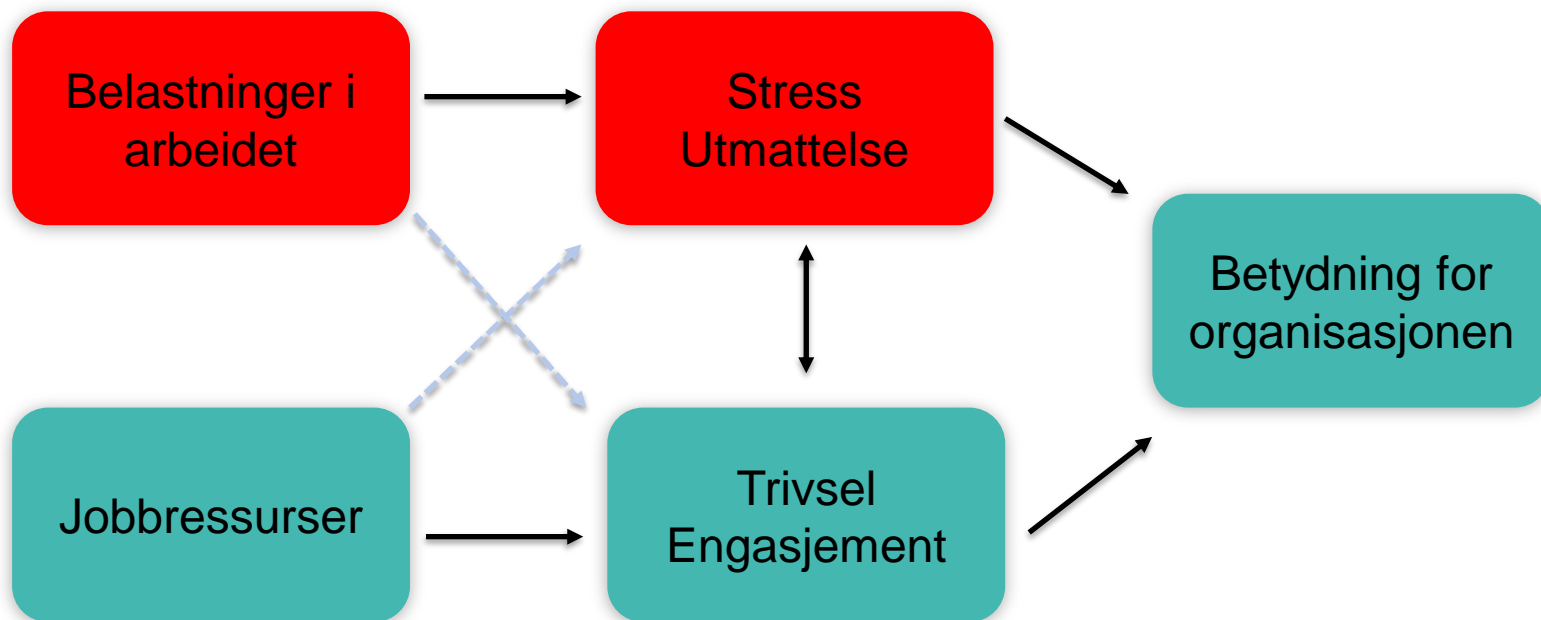 Belastninger i
arbeidet
Stress
Utmattelse
Betydning for
organisasjonen
Jobbressurser
Trivsel
Engasjement